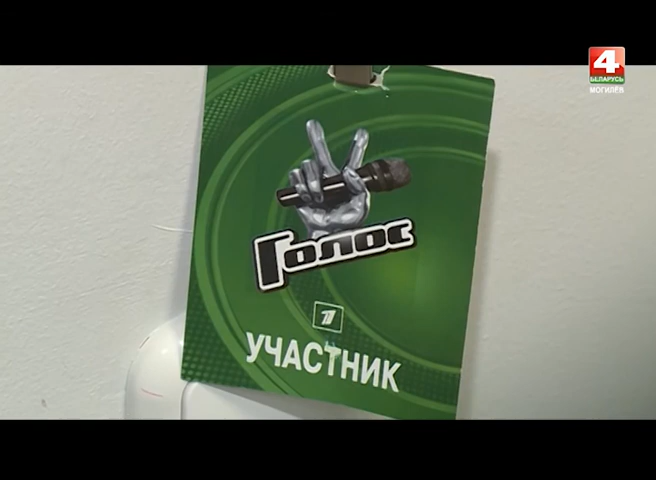 4
БЕЛАРУСЬ
МОГИЛЁВ
Голос
1
УЧАСТНИК